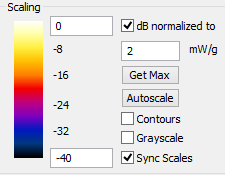 Scaling
0
dB normalized to
-8
2 mW/g
-16
Get Max
-24
Autoscale
Contours
-32
Grayscale
-40
Sync Scales